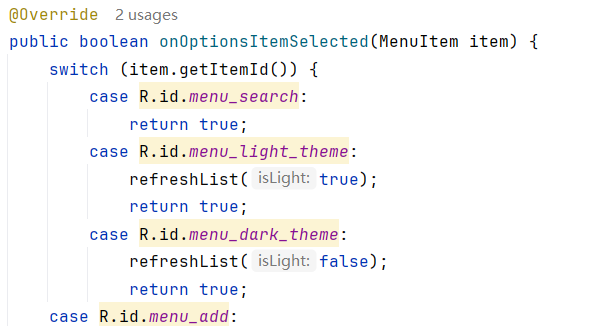 @Override 2 usages
public boolean onOptionsItemSelected(MenuItem item) {
switch (item.getItemId()) {
case R.id.menu_search:
return true;
case R.id.menu_light_theme:
refreshList( isLight: true);
return true;
case R.id.menu_dark_theme:
refreshList( isLight: false);
return true;
case R.id.menu_add: